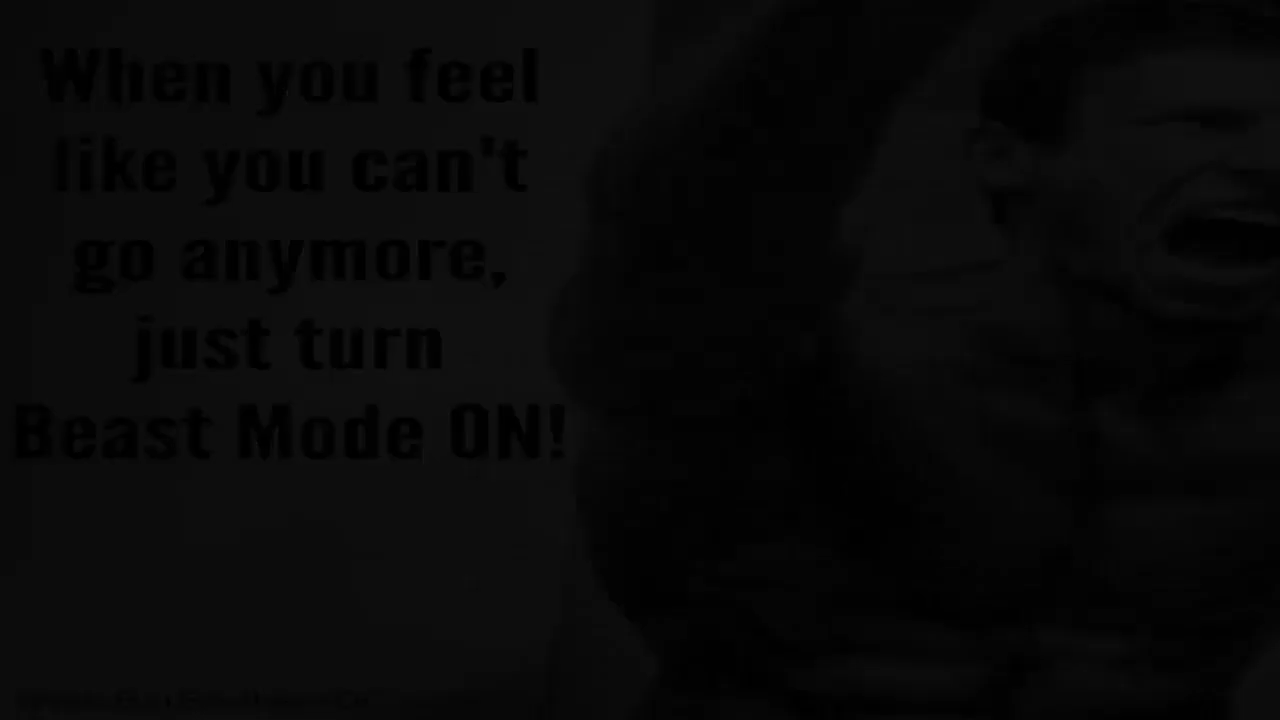 When you feel
like you can't
go anymore,
just turn
Beast Mode ON!